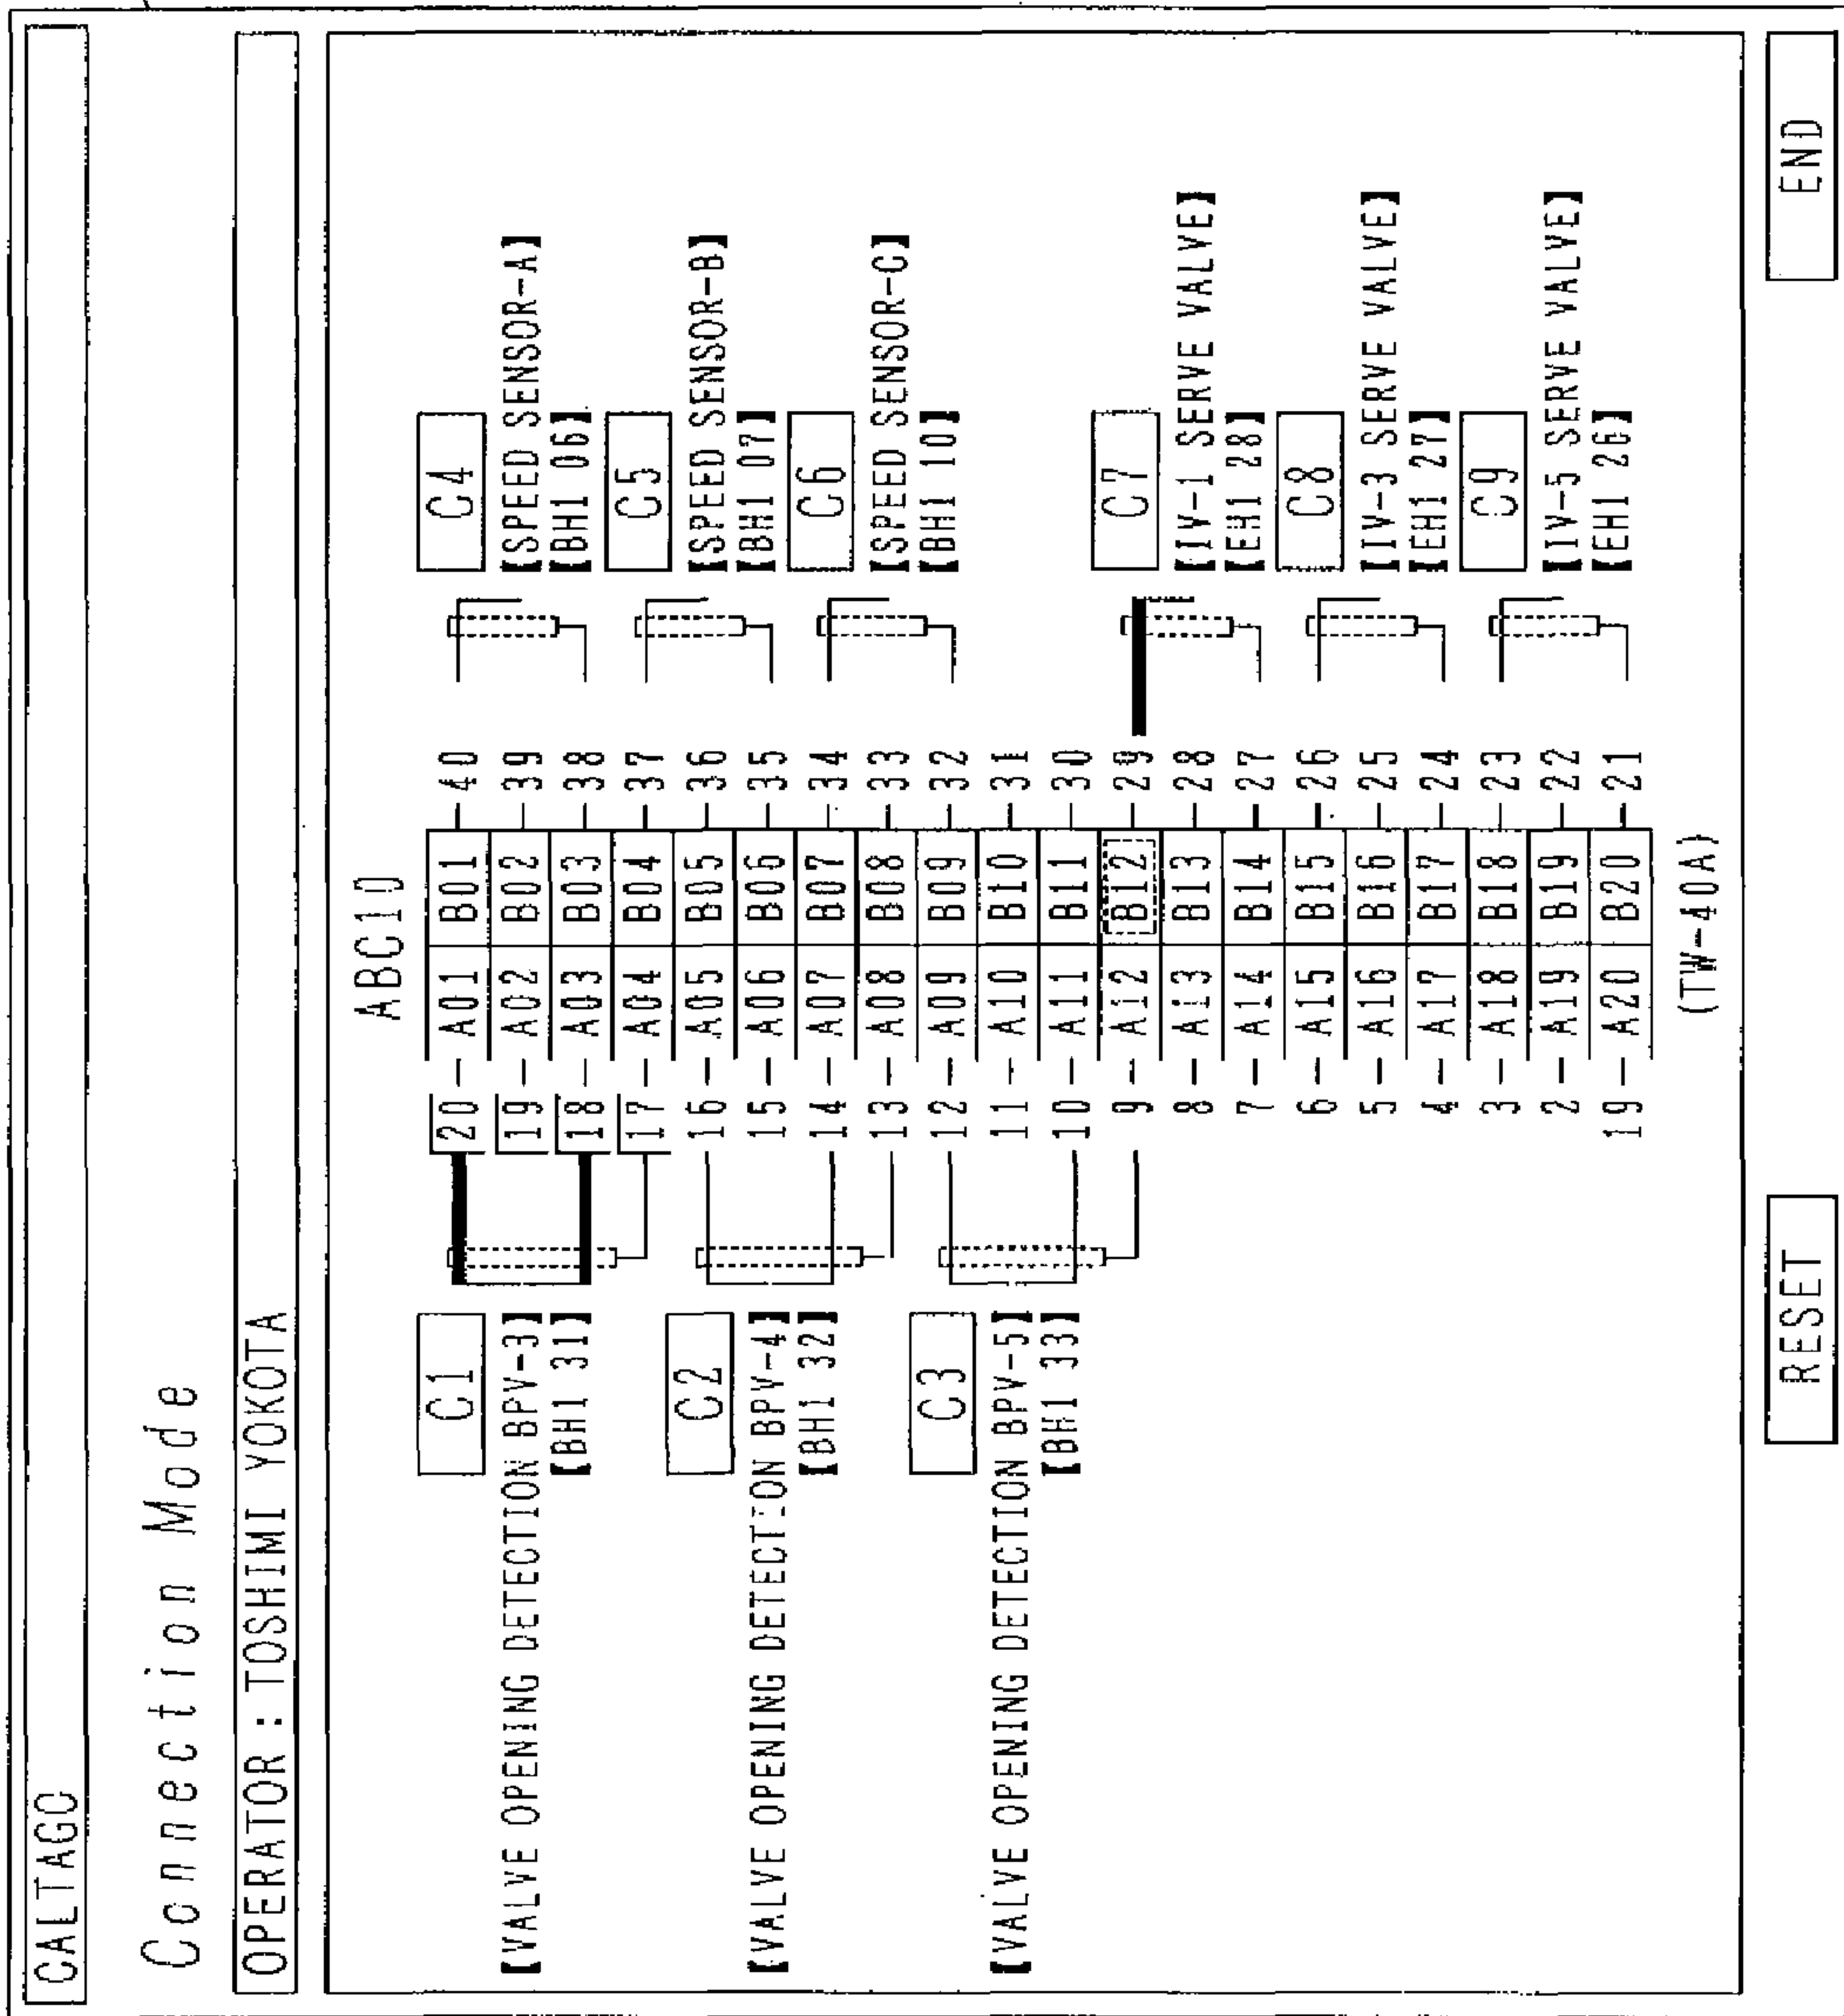 CALTAGO
Connection Mode
OPERATOR : TOSHIMI YOKOTA
ABC10
C1
【VALVE OPENING DETECTION BPV-3】
【BH1 31】
C2
【VALVE OPENING DETECTION BPV-4】
【BH1 32】
C3
【VALVE OPENING DETECTION BPV-5】
【BH1 33】
20 - A01 B01 - 40
19 - A02 B02 - 39
18 - A03 B03 - 38
17 - A04 B04 - 37
16 - A05 B05 - 36
15 - A06 B06 - 35
14 - A07 B07 - 34
13 - A08 B08 - 33
12 - A09 B09 - 32
11 - A10 B10 - 31
10 - A11 B11 - 30
9 - A12 B12 - 29
8 - A13 B13 - 28
7 - A14 B14 - 27
6 - A15 B15 - 26
5 - A16 B16 - 25
4 - A17 B17 - 24
3 - A18 B18 - 23
2 - A19 B19 - 22
19 - A20 B20 - 21
(TW-40A)
C4
【SPEED SENSOR-A】
【BH1 06】
C5
【SPEED SENSOR-B】
【BH1 07】
C6
【SPEED SENSOR-C】
【BH1 10】
C7
【IV-1 SERVE VALVE】
【EH1 28】
C8
【IV-3 SERVE VALVE】
【EH1 27】
C9
【IV-5 SERVE VALVE】
【EH1 26】
RESET
END